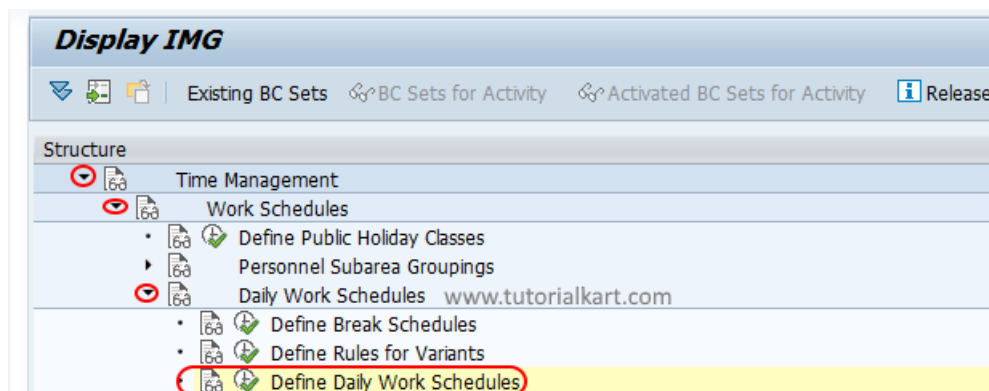 Display IMG
Existing BC Sets BC Sets for Activity Activated BC Sets for Activity Release
Structure
Time Management
Work Schedules
Define Public Holiday Classes
Personnel Subarea Groupings
Daily Work Schedules www.tutorialkart.com
Define Break Schedules
Define Rules for Variants
Define Daily Work Schedules